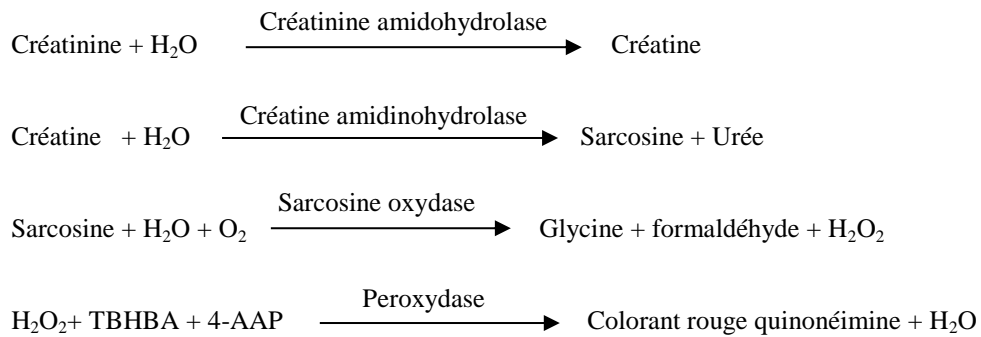 Créatinine amidohydrolase
Créatinine + H₂O Créatine
Créatine amidinohydrolase
Créatine + H₂O Sarcosine + Urée
Sarcosine oxydase
Sarcosine + H₂O + O₂ Glycine + formaldéhyde + H₂O₂
Peroxydase
H₂O₂+ TBHBA + 4-AAP Colorant rouge quinonéimine + H₂O